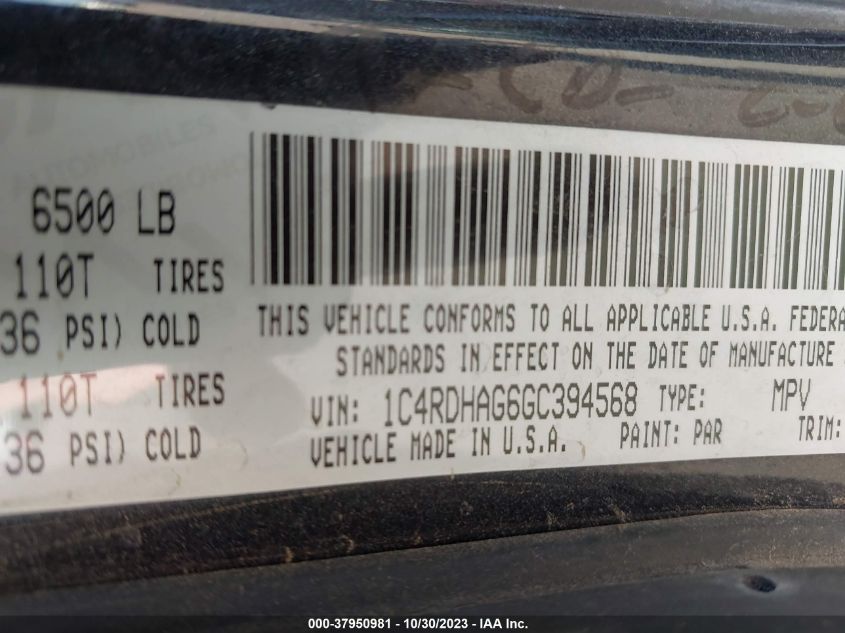 6500 LB
110T TIRES
36 PSI) COLD
110T TIRES
36 PSI) COLD
THIS VEHICLE CONFORMS TO ALL APPLICABLE U.S.A. FEDERA
STANDARDS IN EFFECT ON THE DATE OF MANUFACTURE
VIN: 1C4RDHAG6GC394568 TYPE: MPV
VEHICLE MADE IN U.S.A. PAINT: PAR TRIM:
000-37950981 - 10/30/2023 - IAA Inc.